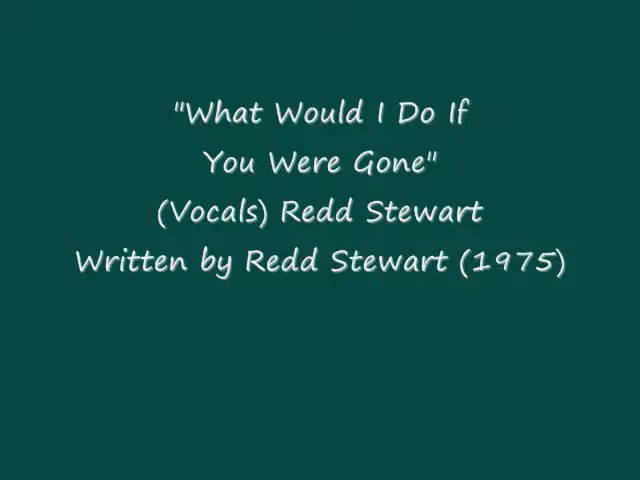 "What Would I Do If
You Were Gone"
(Vocals) Redd Stewart
Written by Redd Stewart (1975)